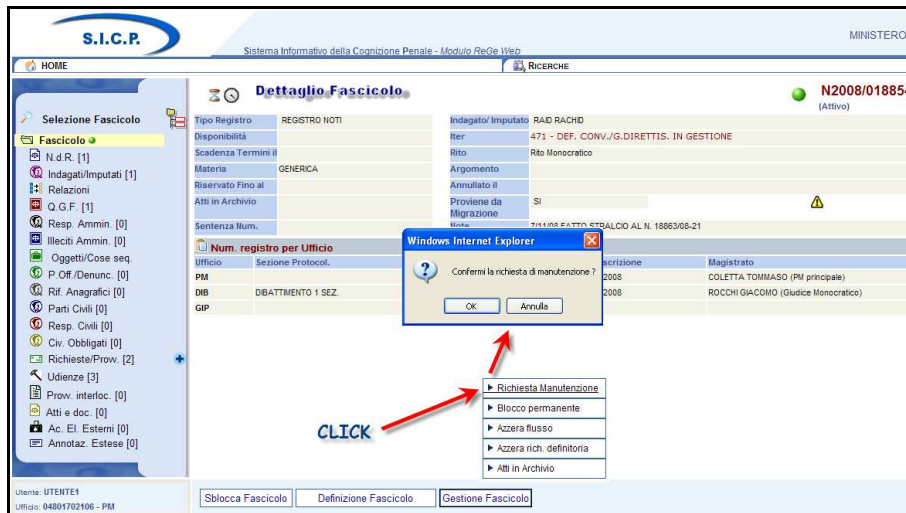 S.I.C.P.
MINISTERO
Sistema Informativo della Cognizione Penale - Modulo ReGe Web
HOME
RICERCHE
Selezione Fascicolo
Fascicolo
N.d.R. [1]
Indagati/Imputati [1]
Relazioni
Q.G.F. [1]
Resp. Ammin. [0]
Illeciti Ammin. [0]
Oggetti/Cose seq.
P.Off./Denunc. [0]
Rif. Anagrafici [0]
Parti Civili [0]
Resp. Civili [0]
Civ. Obbligati [0]
Richieste/Prow. [2]
Udienze [3]
Prow. interloc. [0]
Atti e doc. [0]
Ac. El. Esterni [0]
Annotaz. Estese [0]
Utente: UTENTE1
Ufficio: 04801702106 - PM
Dettaglio Fascicolo
N2008/018854
(Attivo)
Tipo Registro REGISTRO NOTI Indagato/ Imputato RAID RACHID
Disponibilità Iter 471 - DEF. CONV./G.DIRETTIS. IN GESTIONE
Scadenza Termini il Rito Rito Monocratico
Materia GENERICA Argomento
Riservato Fino al Annullato il
Atti in Archivio Proviene da Migrazione SI
Sentenza Num. Note 7/11/08 FATTO STRALCIO AL N. 18863/08-21
Num. registro per Ufficio
Ufficio Sezione Protocol. scrizione Magistrato
PM 2008 COLETTA TOMMASO (PM principale)
DIB DIBATTIMENTO 1 SEZ. 2008 ROCCHI GIACOMO (Giudice Monocratico)
GIP
Windows Internet Explorer
Confermi la richiesta di manutenzione ?
OK Annulla
CLICK
Richiesta Manutenzione
Blocco permanente
Azzera flusso
Azzera rich. definitoria
Atti in Archivio
Sblocca Fascicolo Definizione Fascicolo Gestione Fascicolo